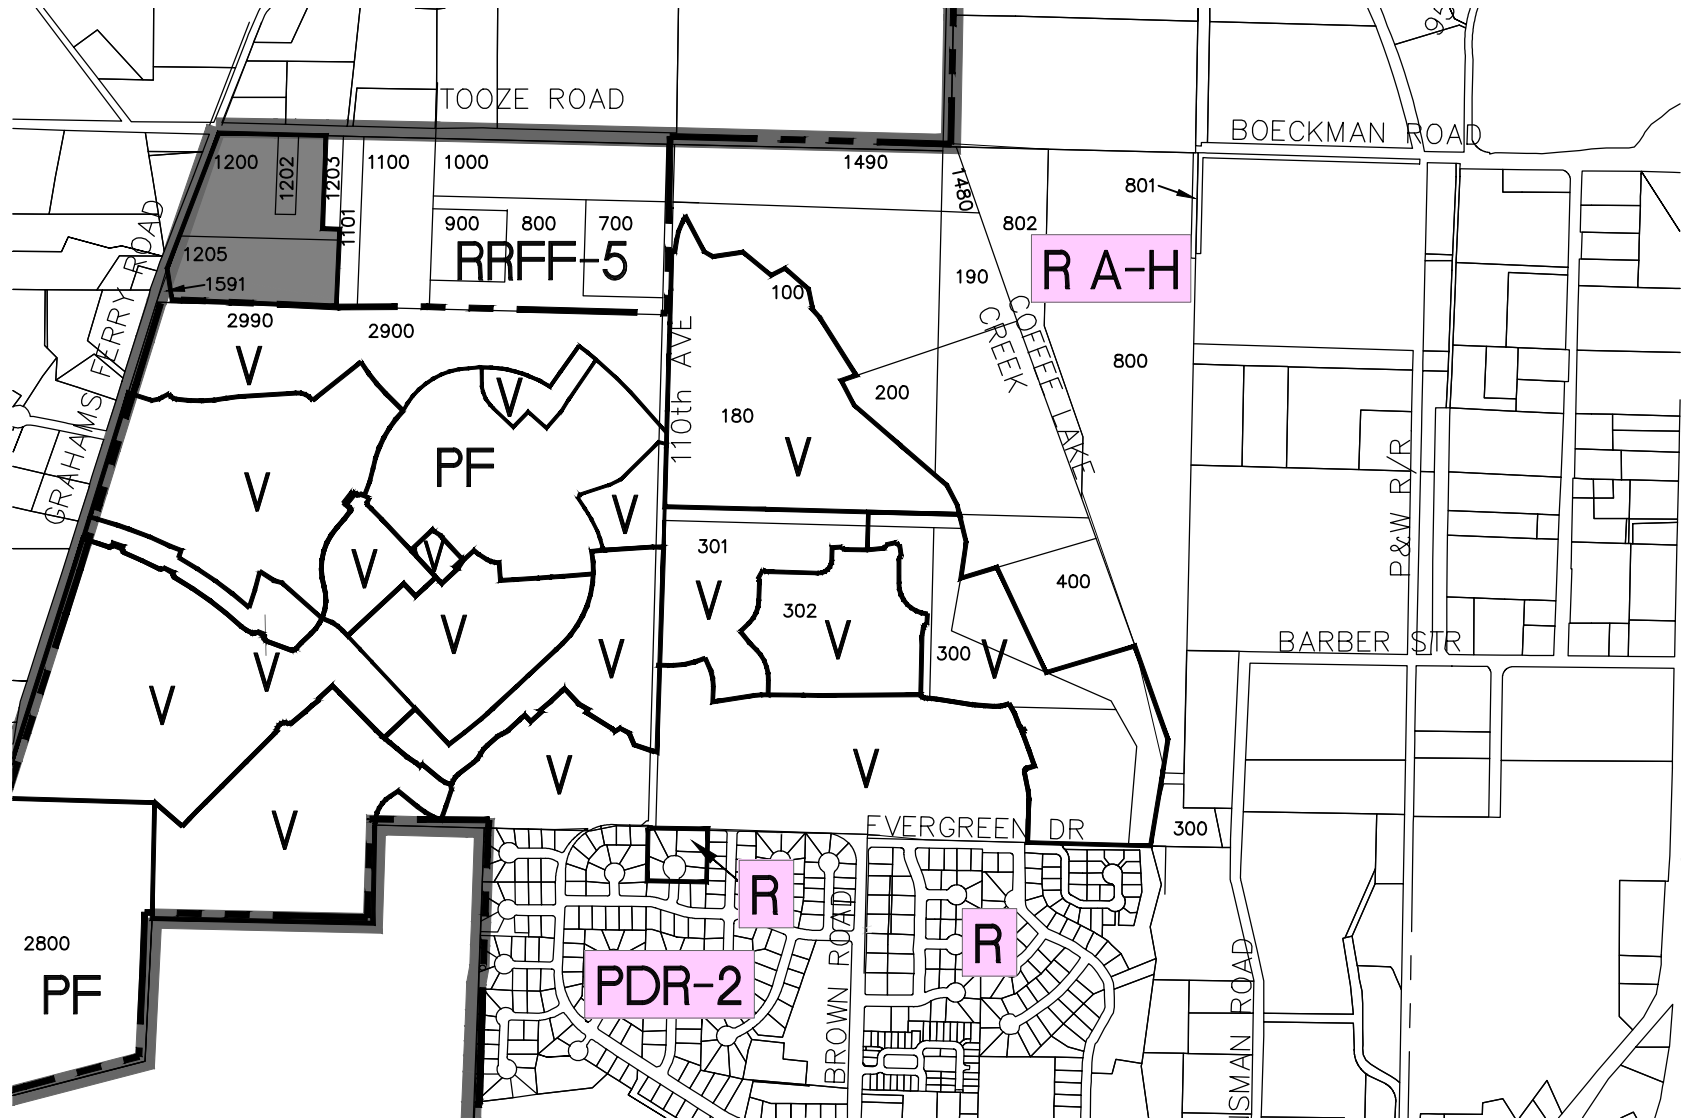 95
TOOZE ROAD
BOECKMAN ROAD
1200
1202
1203
1100
1000
1490
1480
801
1101
900
800
700
802
1205
RRFF-5
R A-H
1591
190
100
GRAHAMS FERRY ROAD
2990
2900
110th AVE
COFFEE LAKE
CREEK
800
V
V
200
180
V
PF
P&W R/R
V
V
301
V
V
400
V
302
V
V
BARBER STR
V
V
300
V
V
V
V
V
EVERGREEN DR
300
V
R
BROWN ROAD
2800
R
PF
PDR-2
ISMAN ROAD